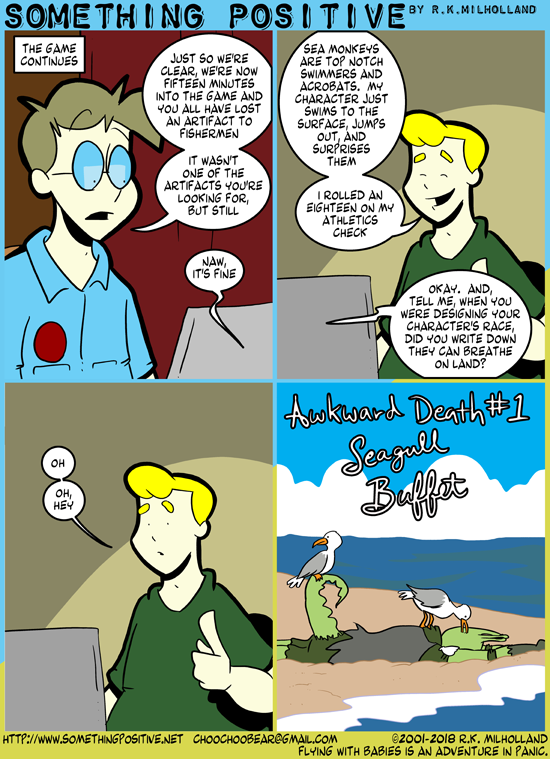 SOMETHING POSITIVE BY R.K.MILHOLLAND
THE GAME
CONTINUES
JUST SO WE'RE
CLEAR, WE'RE NOW
FIFTEEN MINUTES
INTO THE GAME AND
YOU ALL HAVE LOST
AN ARTIFACT TO
FISHERMEN
IT WASN'T
ONE OF THE
ARTIFACTS YOU'RE
LOOKING FOR,
BUT STILL
NAW,
IT'S FINE
SEA MONKEYS
ARE TOP NOTCH
SWIMMERS AND
ACROBATS. MY
CHARACTER JUST
SWIMS TO THE
SURFACE, JUMPS
OUT, AND
SURPRISES
THEM
I ROLLED AN
EIGHTEEN ON MY
ATHLETICS
CHECK
OKAY. AND,
TELL ME, WHEN YOU
WERE DESIGNING YOUR
CHARACTER'S RACE,
DID YOU WRITE DOWN
THEY CAN BREATHE
ON LAND?
OH
OH,
HEY
Awkward Death #1
Seagull
Buffet
HTTP://WWW.SOMETHINGPOSITIVE.NET CHOOCHOOBEAR@GMAIL.COM ©2001-2018 R.K. MILHOLLAND
FLYING WITH BABIES IS AN ADVENTURE IN PANIC.